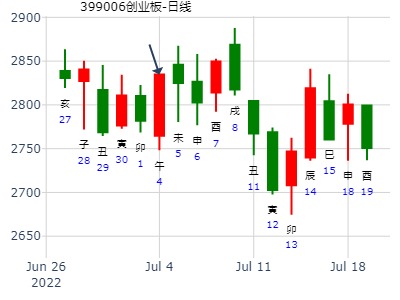 399006创业板-日线
2900
2850
2800
2750
2700
2650
亥
27
子
28
丑
29
寅
30
卯
1
午
4
未
5
申
6
酉
7
戌
8
丑
11
寅
12
卯
13
辰
14
巳
15
申
18
酉
19
Jun 26
2022
Jul 4
Jul 11
Jul 18